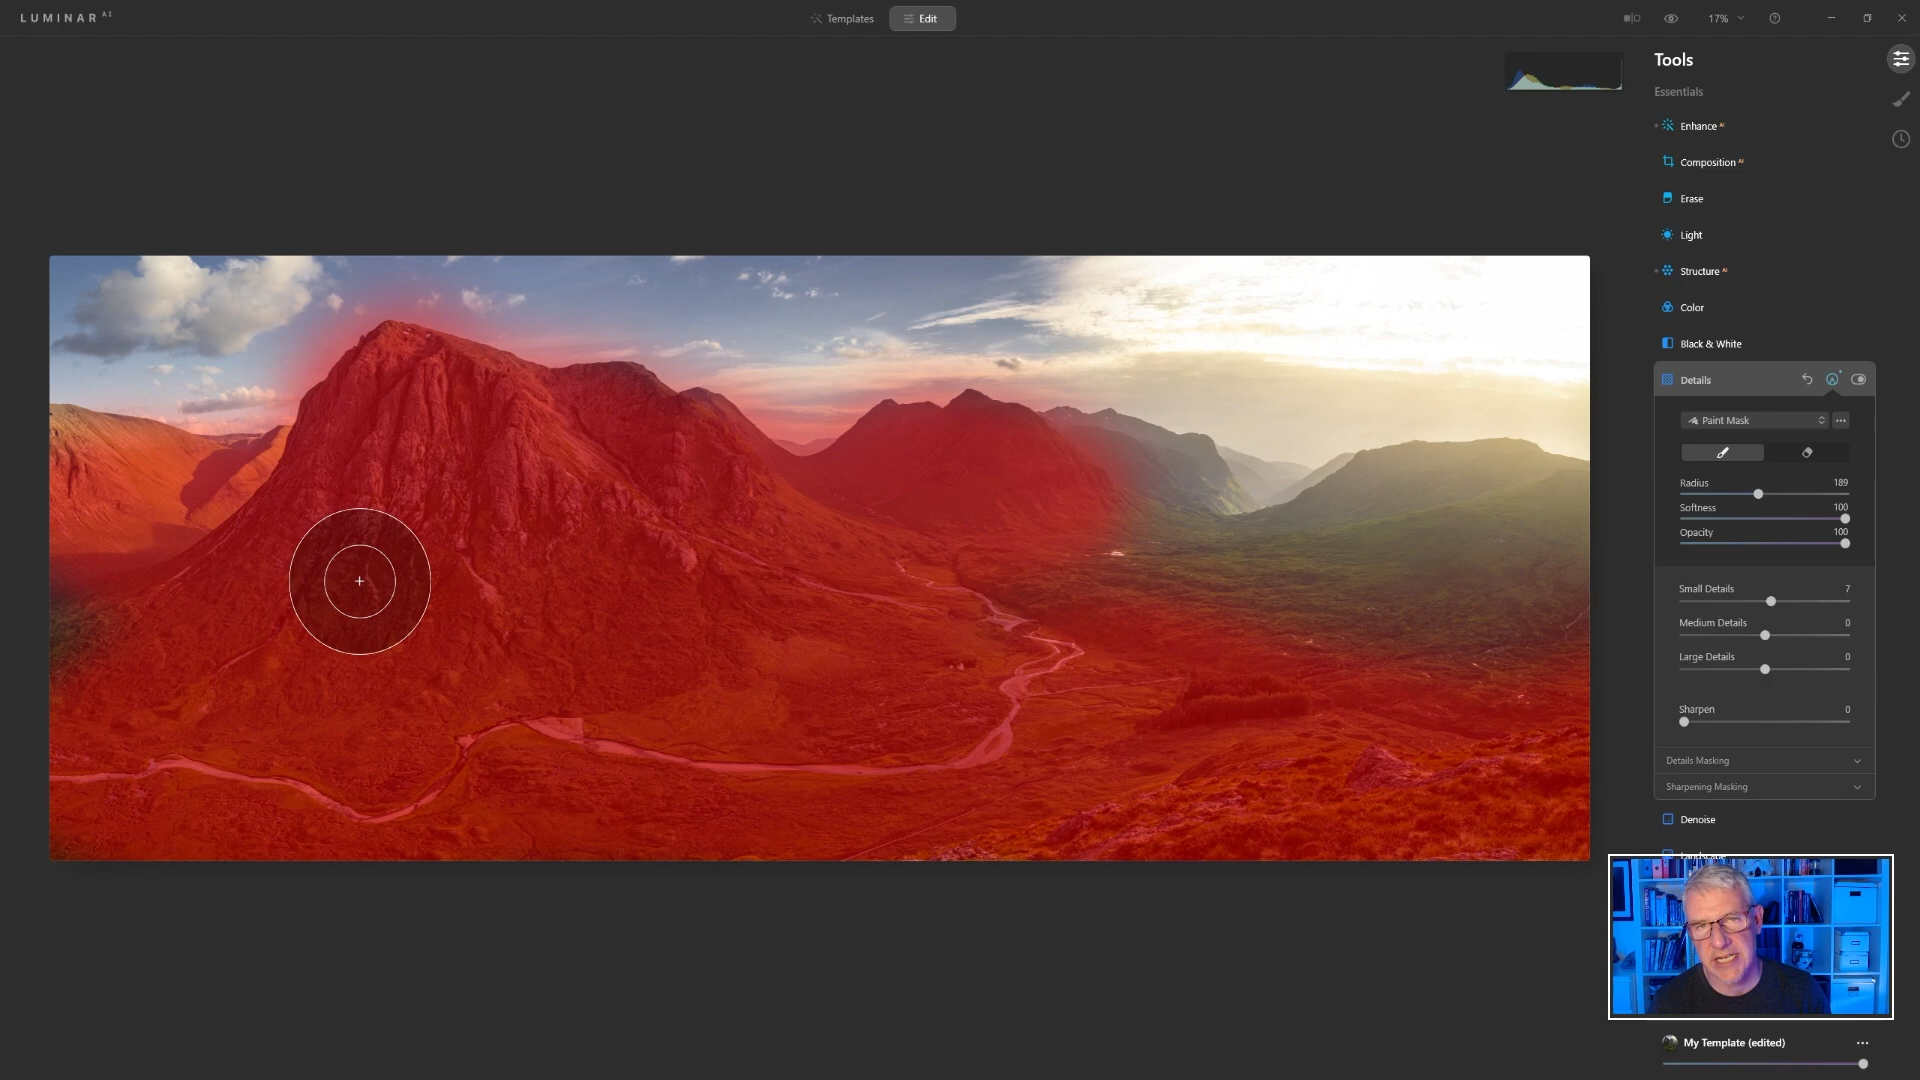 LUMINAR AI
Templates
Edit
17%
Tools
Essentials
Enhance AI
Composition AI
Erase
Light
Structure AI
Color
Black & White
Details
Paint Mask
Radius 189
Softness 100
Opacity 100
Small Details 7
Medium Details 0
Large Details 0
Sharpen 0
Details Masking
Sharpening Masking
Denoise
Landscape
My Template (edited)